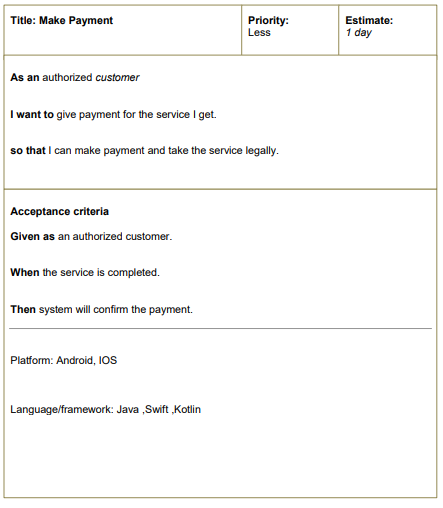 Title: Make Payment
Priority:
Less
Estimate:
1 day
As an authorized customer
I want to give payment for the service I get.
so that I can make payment and take the service legally.
Acceptance criteria
Given as an authorized customer.
When the service is completed.
Then system will confirm the payment.
Platform: Android, IOS
Language/framework: Java ,Swift ,Kotlin